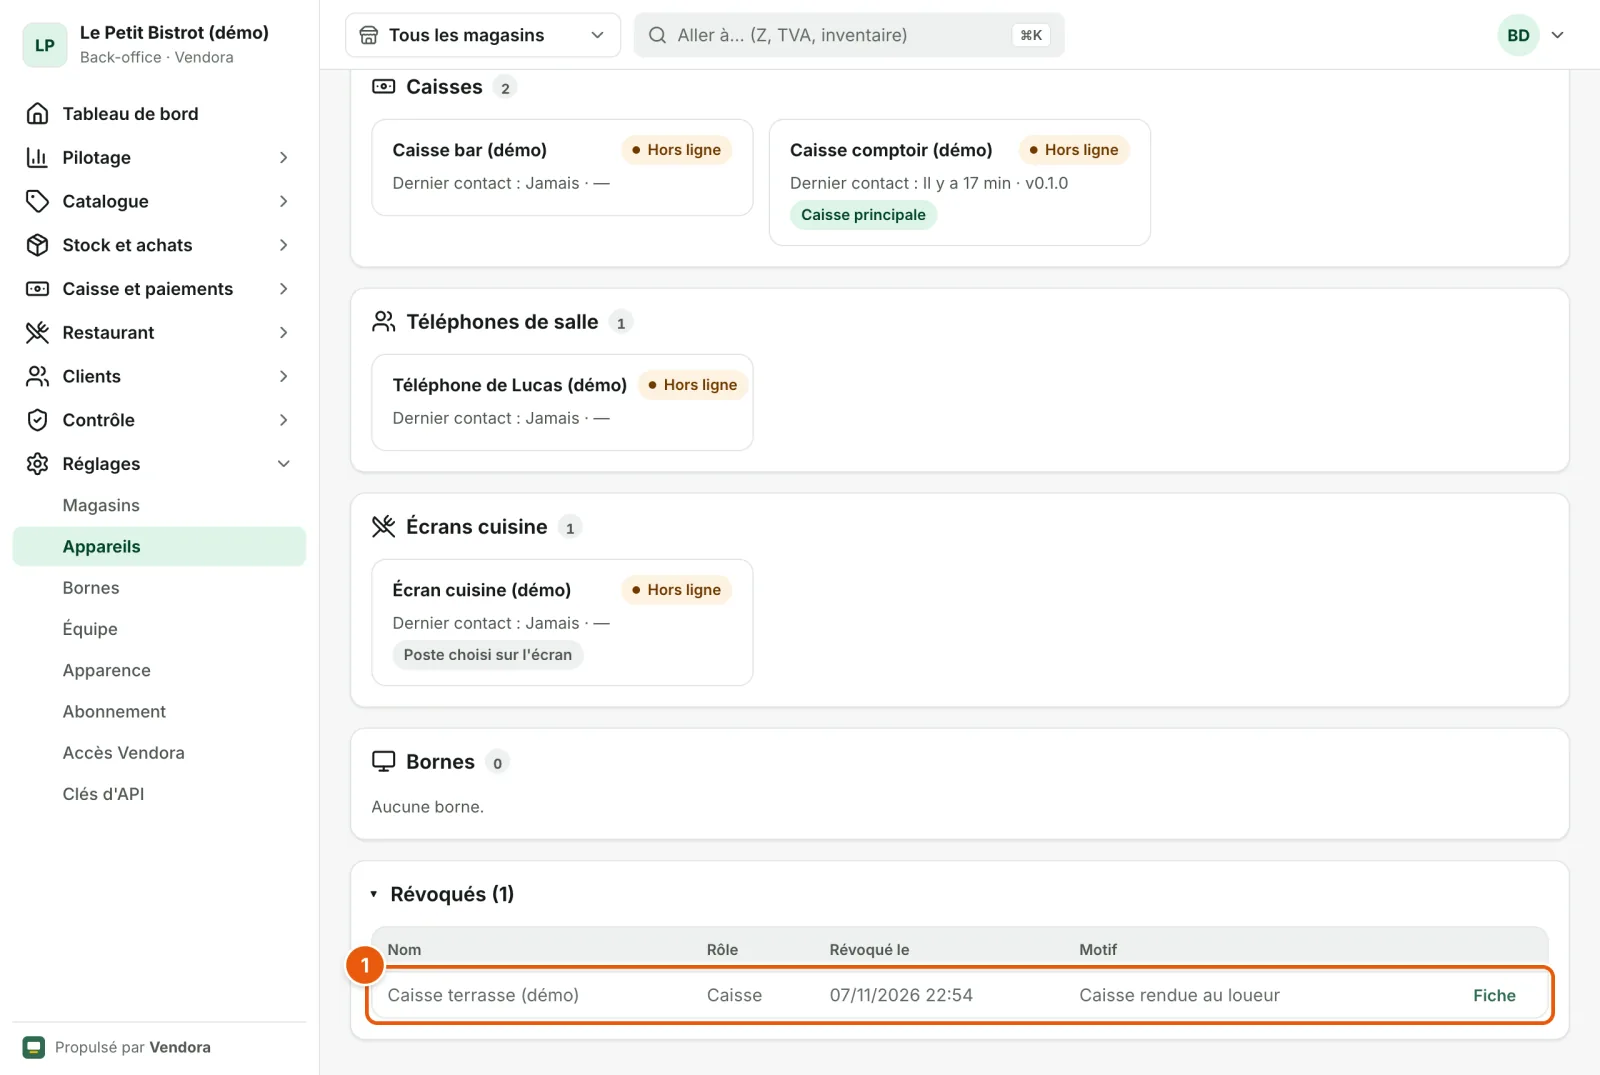 LP
Le Petit Bistrot (démo)
Back-office · Vendora
Tous les magasins
Aller à... (Z, TVA, inventaire)
⌘K
BD
Tableau de bord
Pilotage
Catalogue
Stock et achats
Caisse et paiements
Restaurant
Clients
Contrôle
Réglages
Magasins
Appareils
Bornes
Équipe
Apparence
Abonnement
Accès Vendora
Clés d'API
Propulsé par Vendora
Caisses 2
Caisse bar (démo) Hors ligne
Dernier contact : Jamais · —
Caisse comptoir (démo) Hors ligne
Dernier contact : Il y a 17 min · v0.1.0
Caisse principale
Téléphones de salle 1
Téléphone de Lucas (démo) Hors ligne
Dernier contact : Jamais · —
Écrans cuisine 1
Écran cuisine (démo) Hors ligne
Dernier contact : Jamais · —
Poste choisi sur l'écran
Bornes 0
Aucune borne.
Révoqués (1)
Nom Rôle Révoqué le Motif
1
Caisse terrasse (démo) Caisse 07/11/2026 22:54 Caisse rendue au loueur Fiche